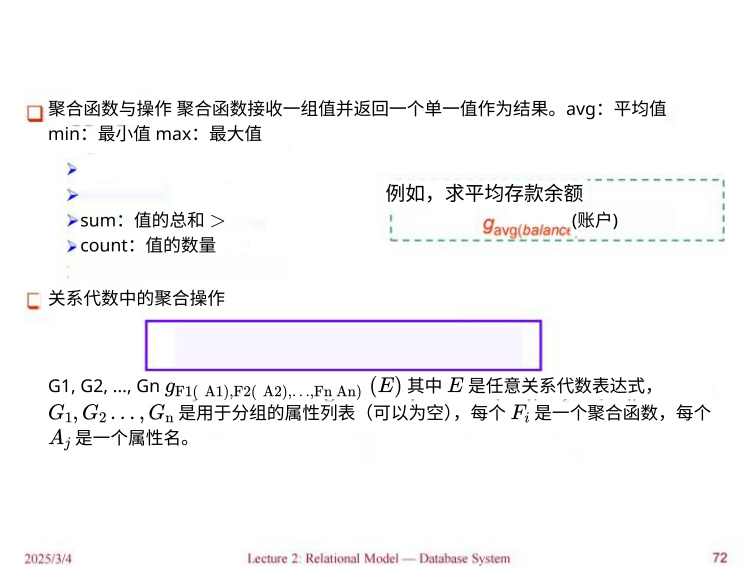 聚合函数与操作 聚合函数接收一组值并返回一个单一值作为结果。avg：平均值
min：最小值 max：最大值
例如，求平均存款余额
sum：值的总和 >
g avg(balance (账户)
count：值的数量
关系代数中的聚合操作
G1, G2, ..., Gn g F1( A1),F2( A2),...,Fn An) (E) 其中 E 是任意关系代数表达式，
G₁, G₂ ..., Gₙ 是用于分组的属性列表（可以为空），每个 Fᵢ 是一个聚合函数，每个
Aⱼ 是一个属性名。
2025/3/4 Lecture 2: Relational Model — Database System 72